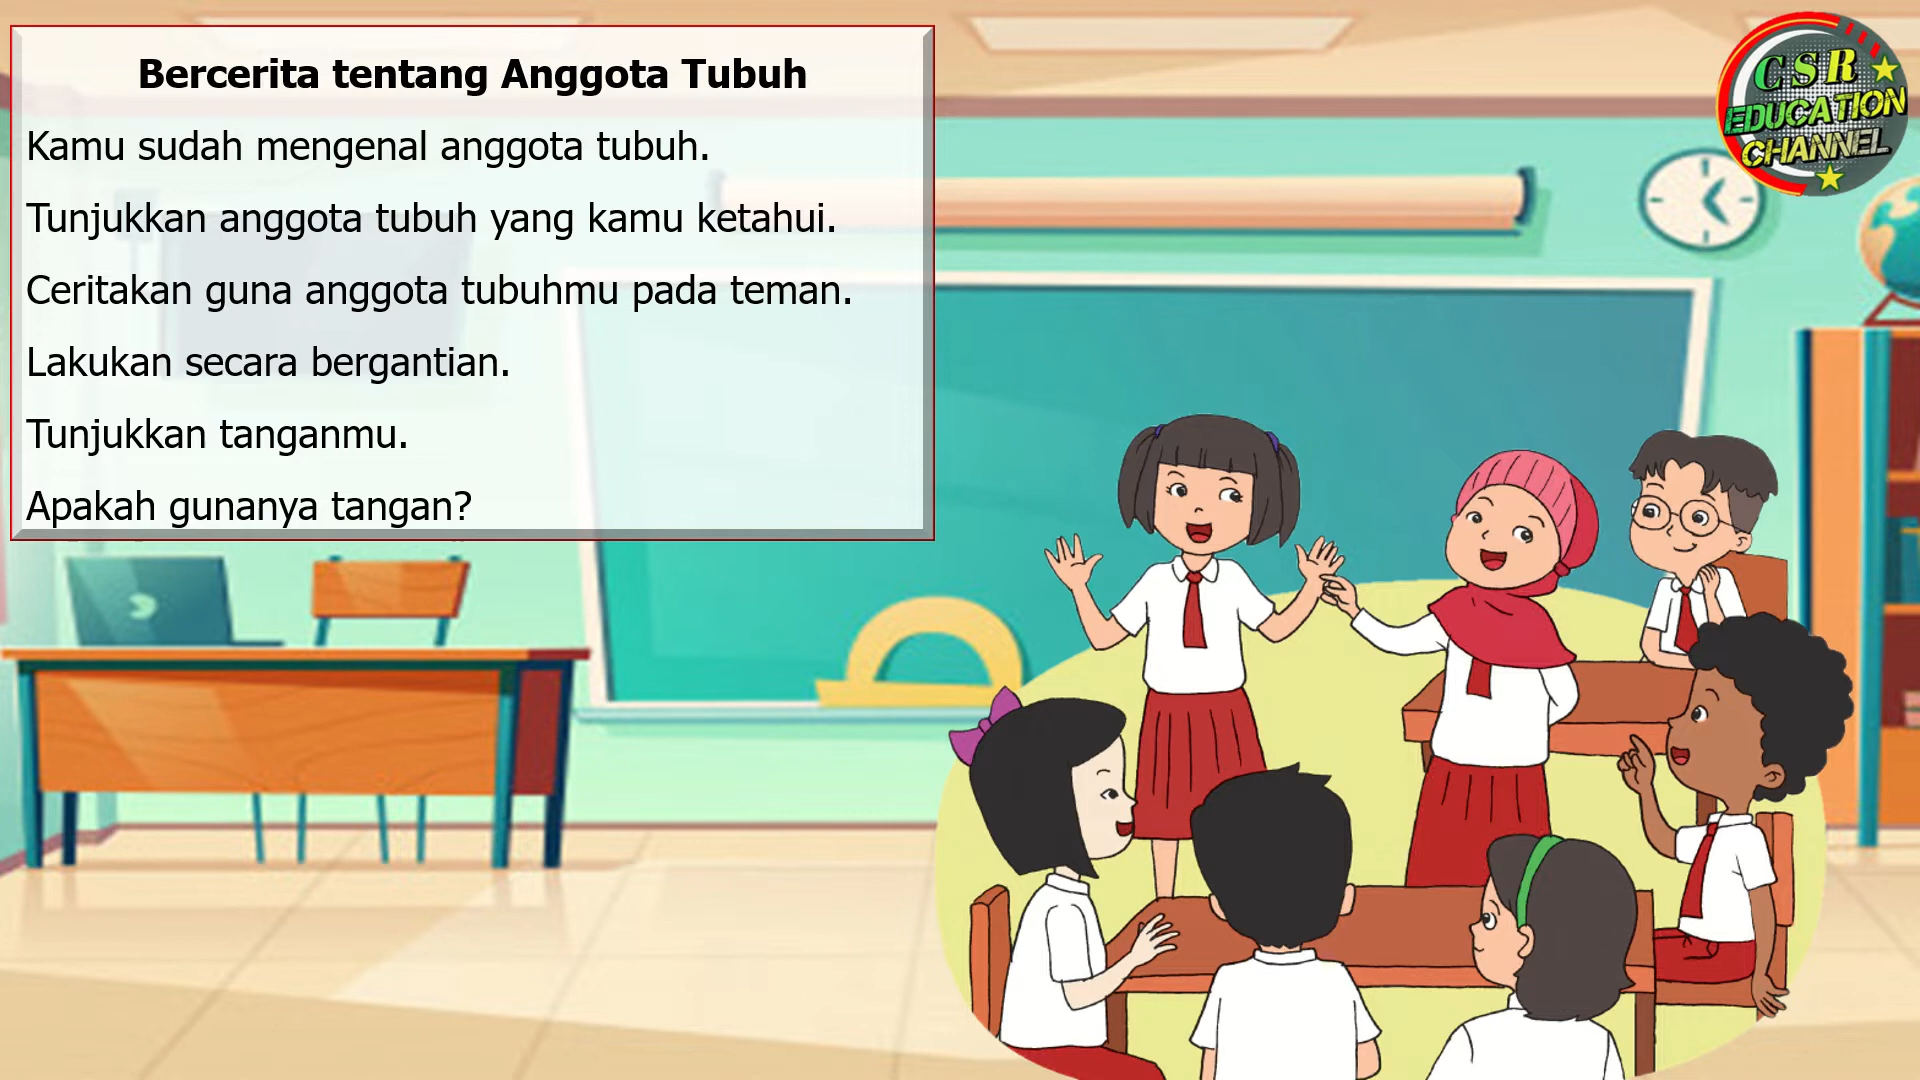 Bercerita tentang Anggota Tubuh
Kamu sudah mengenal anggota tubuh.
Tunjukkan anggota tubuh yang kamu ketahui.
Ceritakan guna anggota tubuhmu pada teman.
Lakukan secara bergantian.
Tunjukkan tanganmu.
Apakah gunanya tangan?
CSR
EDUCATION
CHANNEL